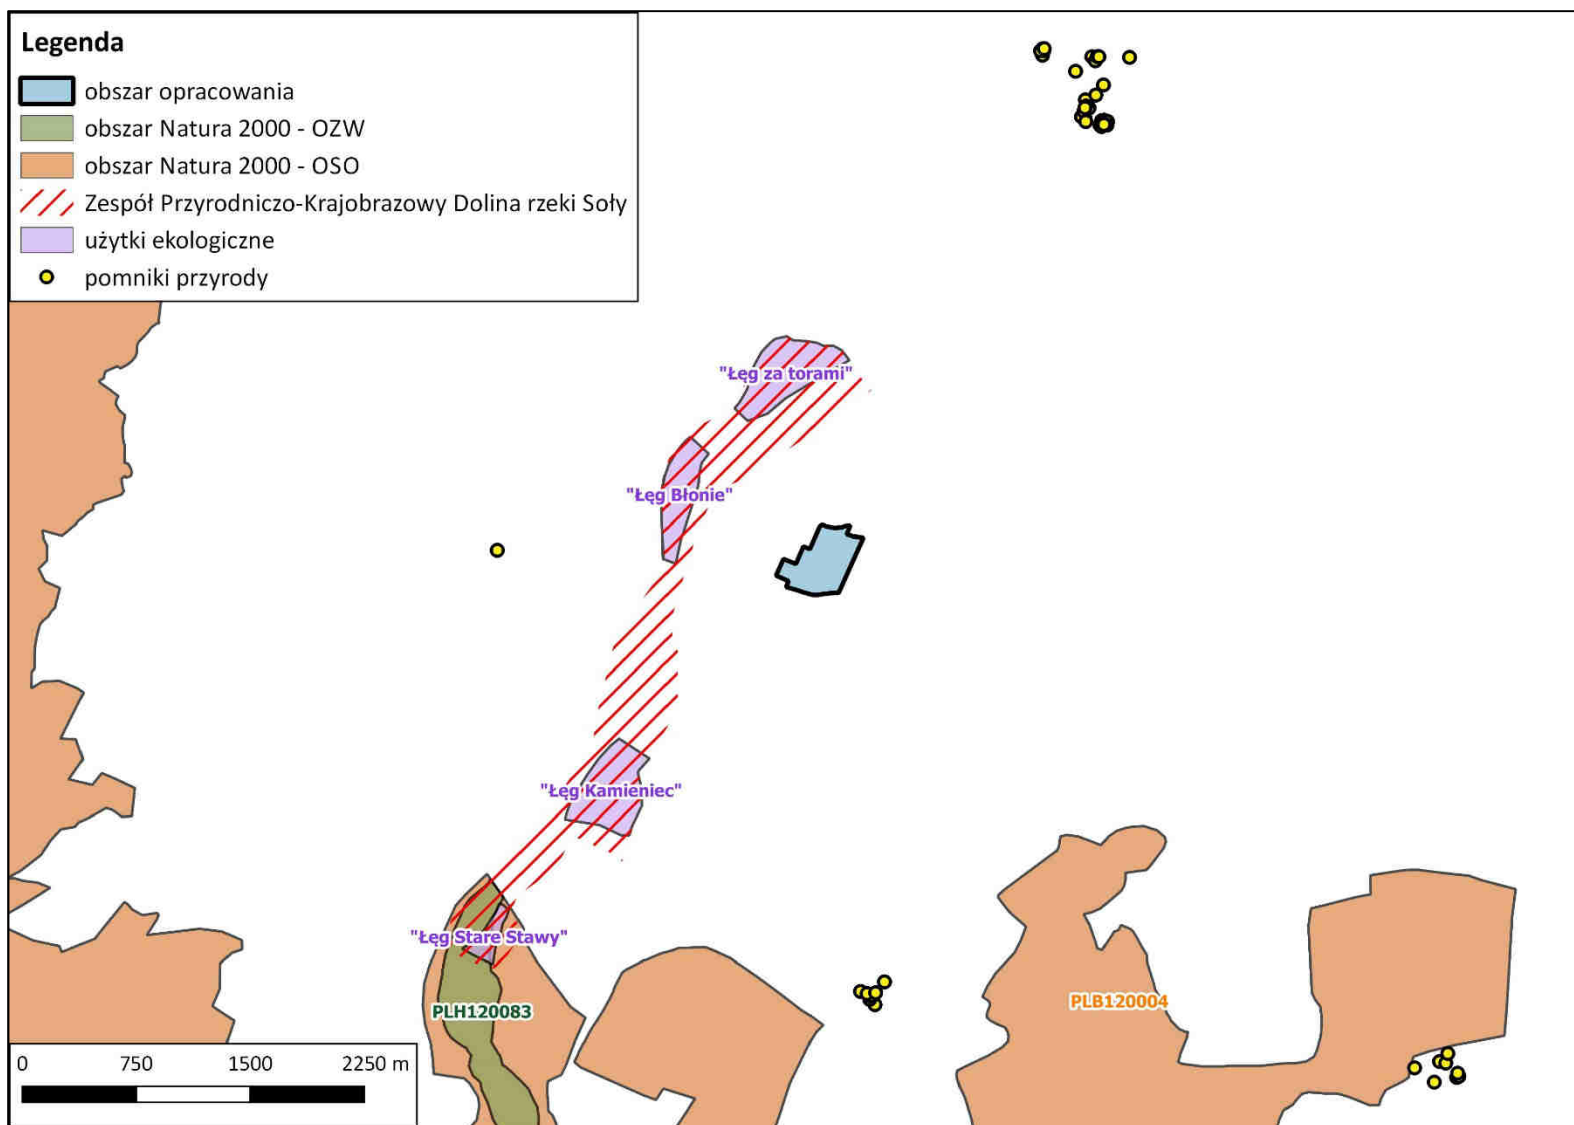 Legenda
obszar opracowania
obszar Natura 2000 - OZW
obszar Natura 2000 - OSO
Zespół Przyrodniczo-Krajobrazowy Dolina rzeki Soły
użytki ekologiczne
pomniki przyrody
"Łęg za torami"
"Łęg Błonie"
"Łęg Kamieniec"
"Łęg Stare Stawy"
PLH120083
PLB120004
0 750 1500 2250 m